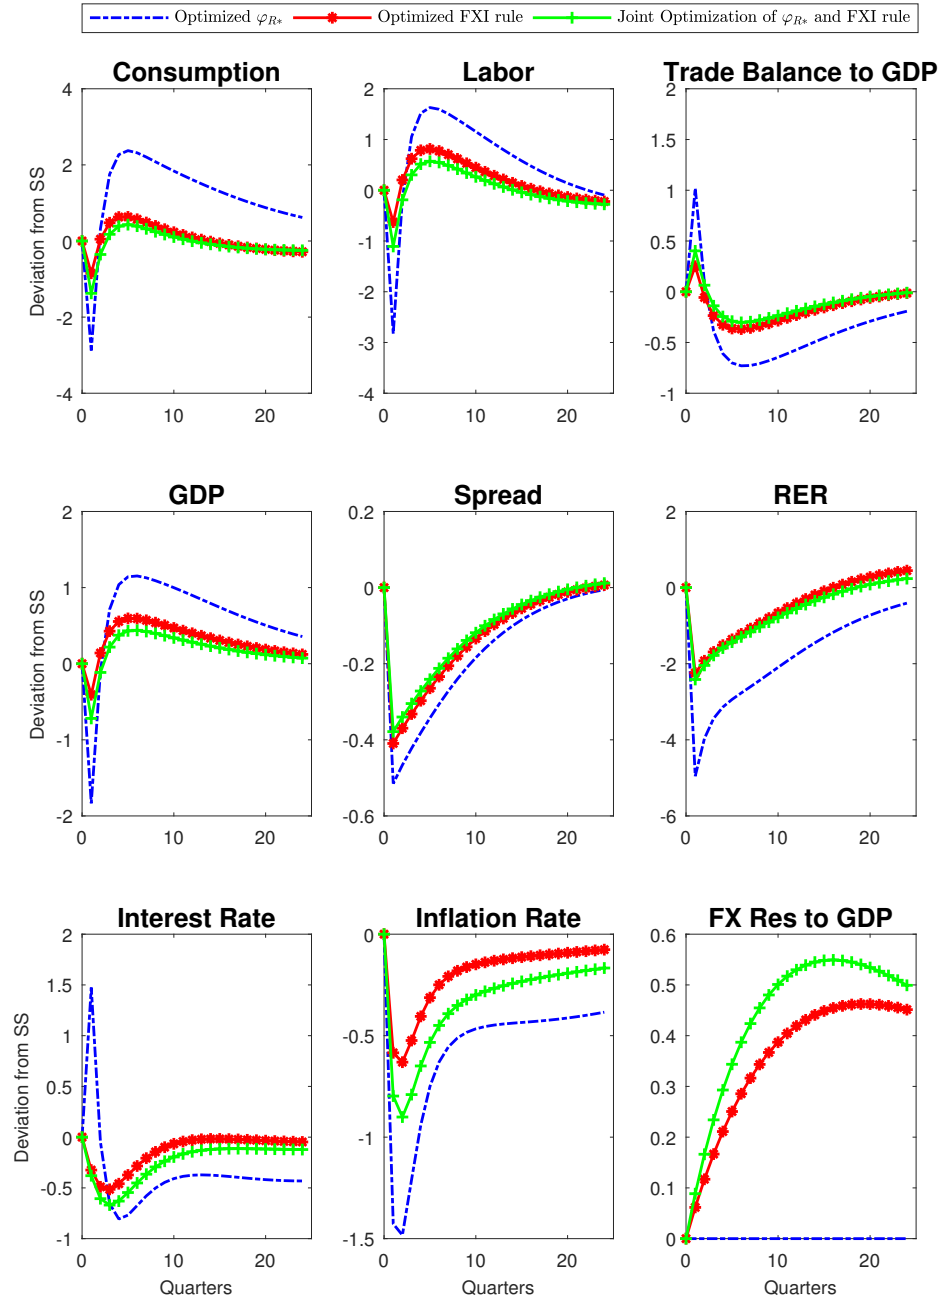 Optimized φR* Optimized FXI rule Joint Optimization of φR* and FXI rule
Consumption Labor Trade Balance to GDP
4 2 2
2 1 1.5
0 0 1
-2 -1 0.5
-4 -2 0
-3 -0.5
-4 -1
Deviation from SS
0 10 20 0 10 20 0 10 20
GDP Spread RER
2 0.2 2
1 0 0
0 -0.2 -2
-1 -0.4 -4
-2 -0.6 -6
Deviation from SS
0 10 20 0 10 20 0 10 20
Interest Rate Inflation Rate FX Res to GDP
2 0 0.6
1.5 -0.5 0.5
1 -1 0.4
0.5 -1.5 0.3
0 0.2
-0.5 0.1
-1 0
Deviation from SS
0 10 20 0 10 20 0 10 20
Quarters Quarters Quarters